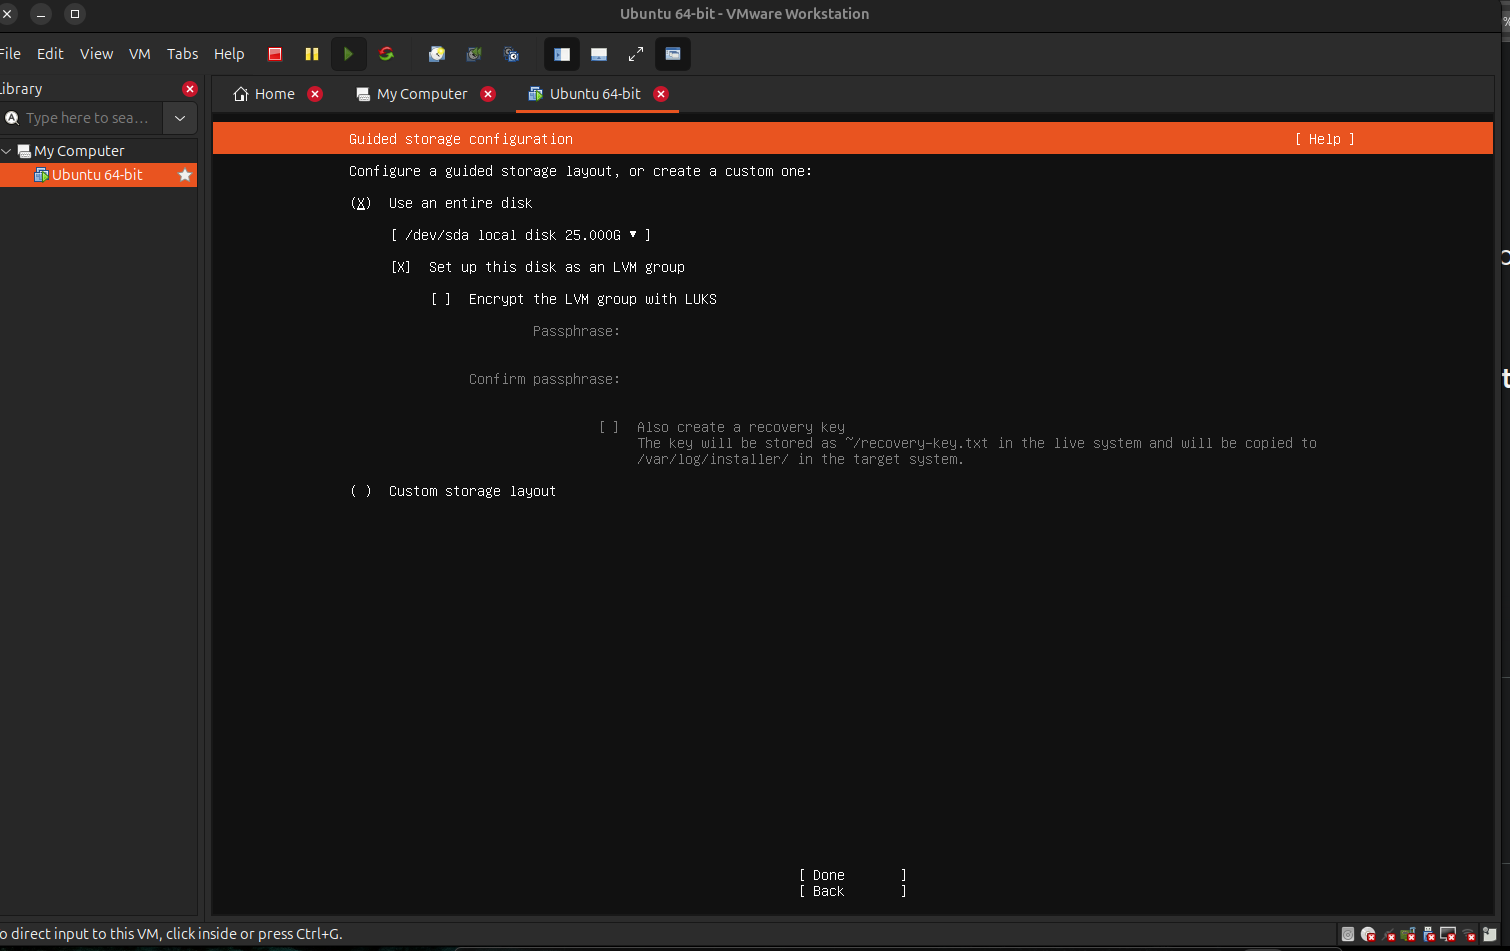 Ubuntu 64-bit - VMware Workstation
File Edit View VM Tabs Help
Library
Home
My Computer
Ubuntu 64-bit
Type here to sea...
My Computer
Ubuntu 64-bit
Guided storage configuration [ Help ]
Configure a guided storage layout, or create a custom one:
(X) Use an entire disk
[ /dev/sda local disk 25.000G ▾ ]
[X] Set up this disk as an LVM group
[ ] Encrypt the LVM group with LUKS
Passphrase:
Confirm passphrase:
[ ] Also create a recovery key
The key will be stored as ~/recovery-key.txt in the live system and will be copied to
/var/log/installer/ in the target system.
( ) Custom storage layout
[ Done ]
[ Back ]
o direct input to this VM, click inside or press Ctrl+G.